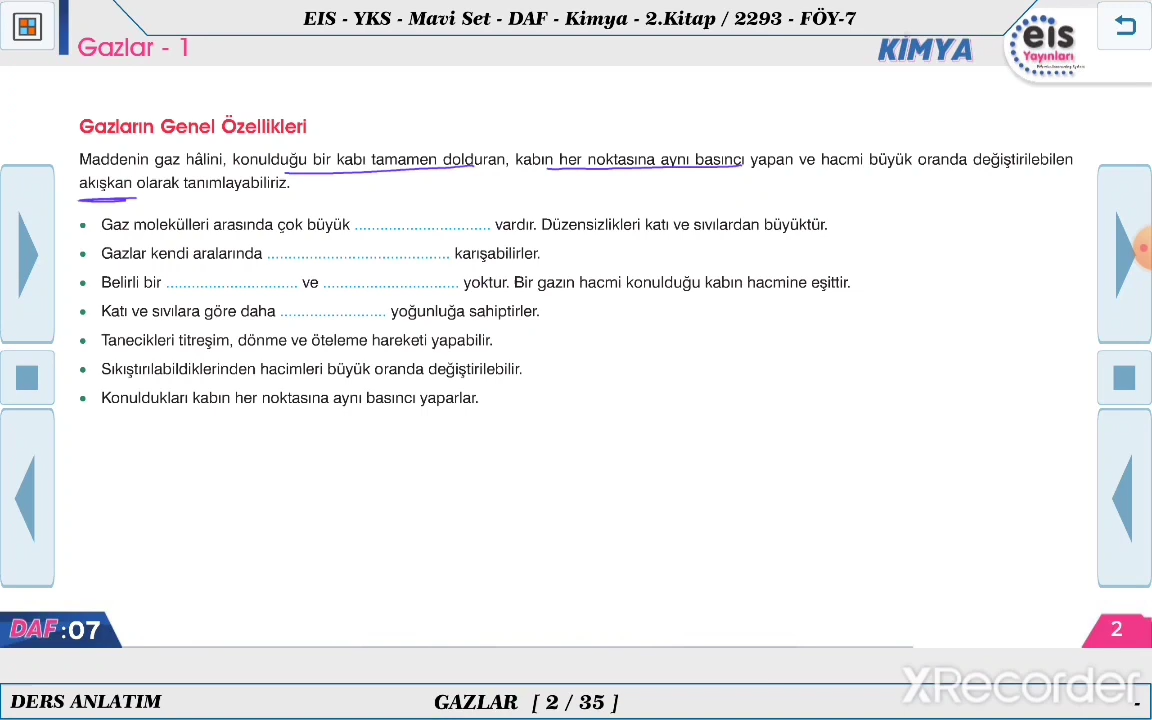 EIS - YKS - Mavi Set - DAF - Kimya - 2.Kitap / 2293 - FÖY-7
Gazlar - 1
KİMYA
eis
Yayınları
Gazların Genel Özellikleri
Maddenin gaz hâlini, konulduğu bir kabı tamamen dolduran, kabın her noktasına aynı basıncı yapan ve hacmi büyük oranda değiştirilebilen
akışkan olarak tanımlayabiliriz.
• Gaz molekülleri arasında çok büyük ................................ vardır. Düzensizlikleri katı ve sıvılardan büyüktür.
• Gazlar kendi aralarında ........................................... karışabilirler.
• Belirli bir ............................... ve ................................ yoktur. Bir gazın hacmi konulduğu kabın hacmine eşittir.
• Katı ve sıvılara göre daha ......................... yoğunluğa sahiptirler.
• Tanecikleri titreşim, dönme ve öteleme hareketi yapabilir.
• Sıkıştırılabildiklerinden hacimleri büyük oranda değiştirilebilir.
• Konuldukları kabın her noktasına aynı basıncı yaparlar.
DAF:07
2
XRecorder
DERS ANLATIM
GAZLAR [ 2 / 35 ]
-